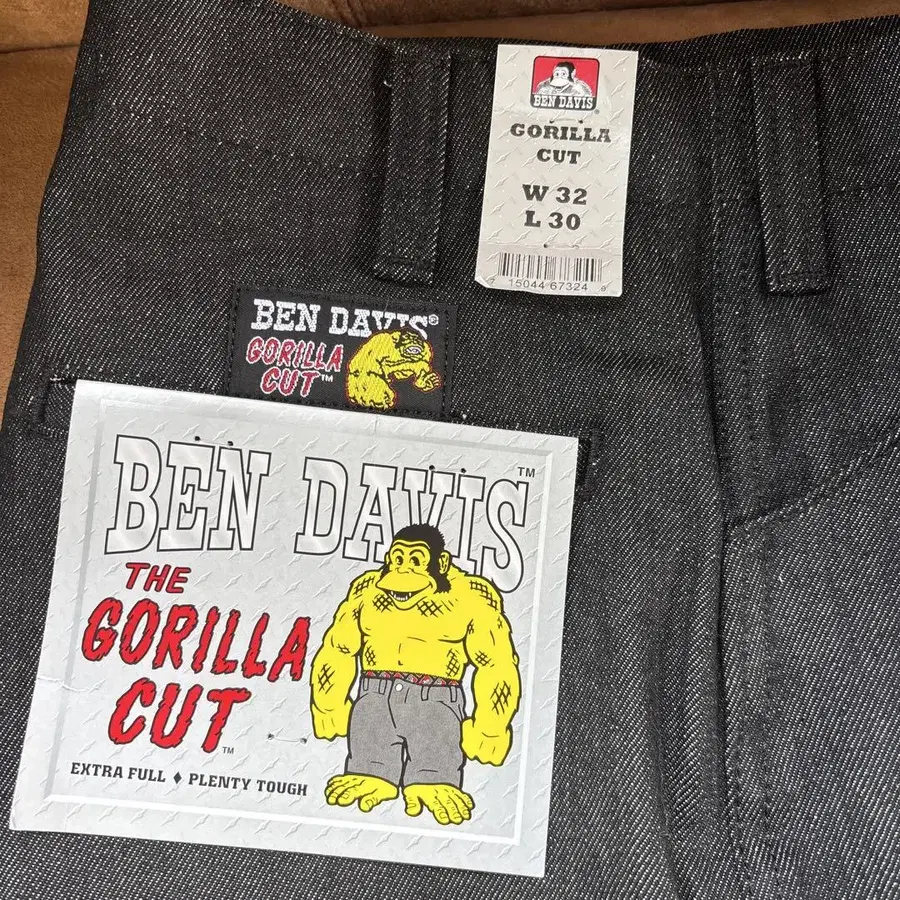 BEN DAVIS®
GORILLA
CUT
W 32
L 30
7 15044 67324
BEN DAVIS®
GORILLA
CUT™
BEN DAVIS™
THE
GORILLA
CUT™
EXTRA FULL ♦ PLENTY TOUGH